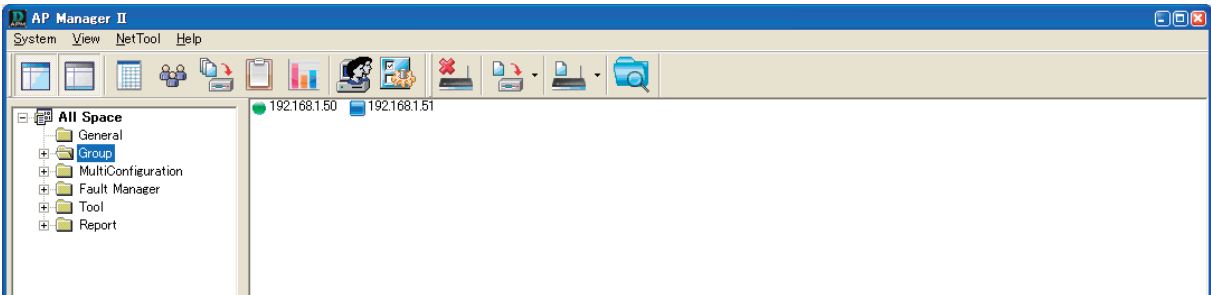 AP Manager II
System View NetTool Help
192.168.1.50 192.168.1.51
All Space
General
Group
MultiConfiguration
Fault Manager
Tool
Report